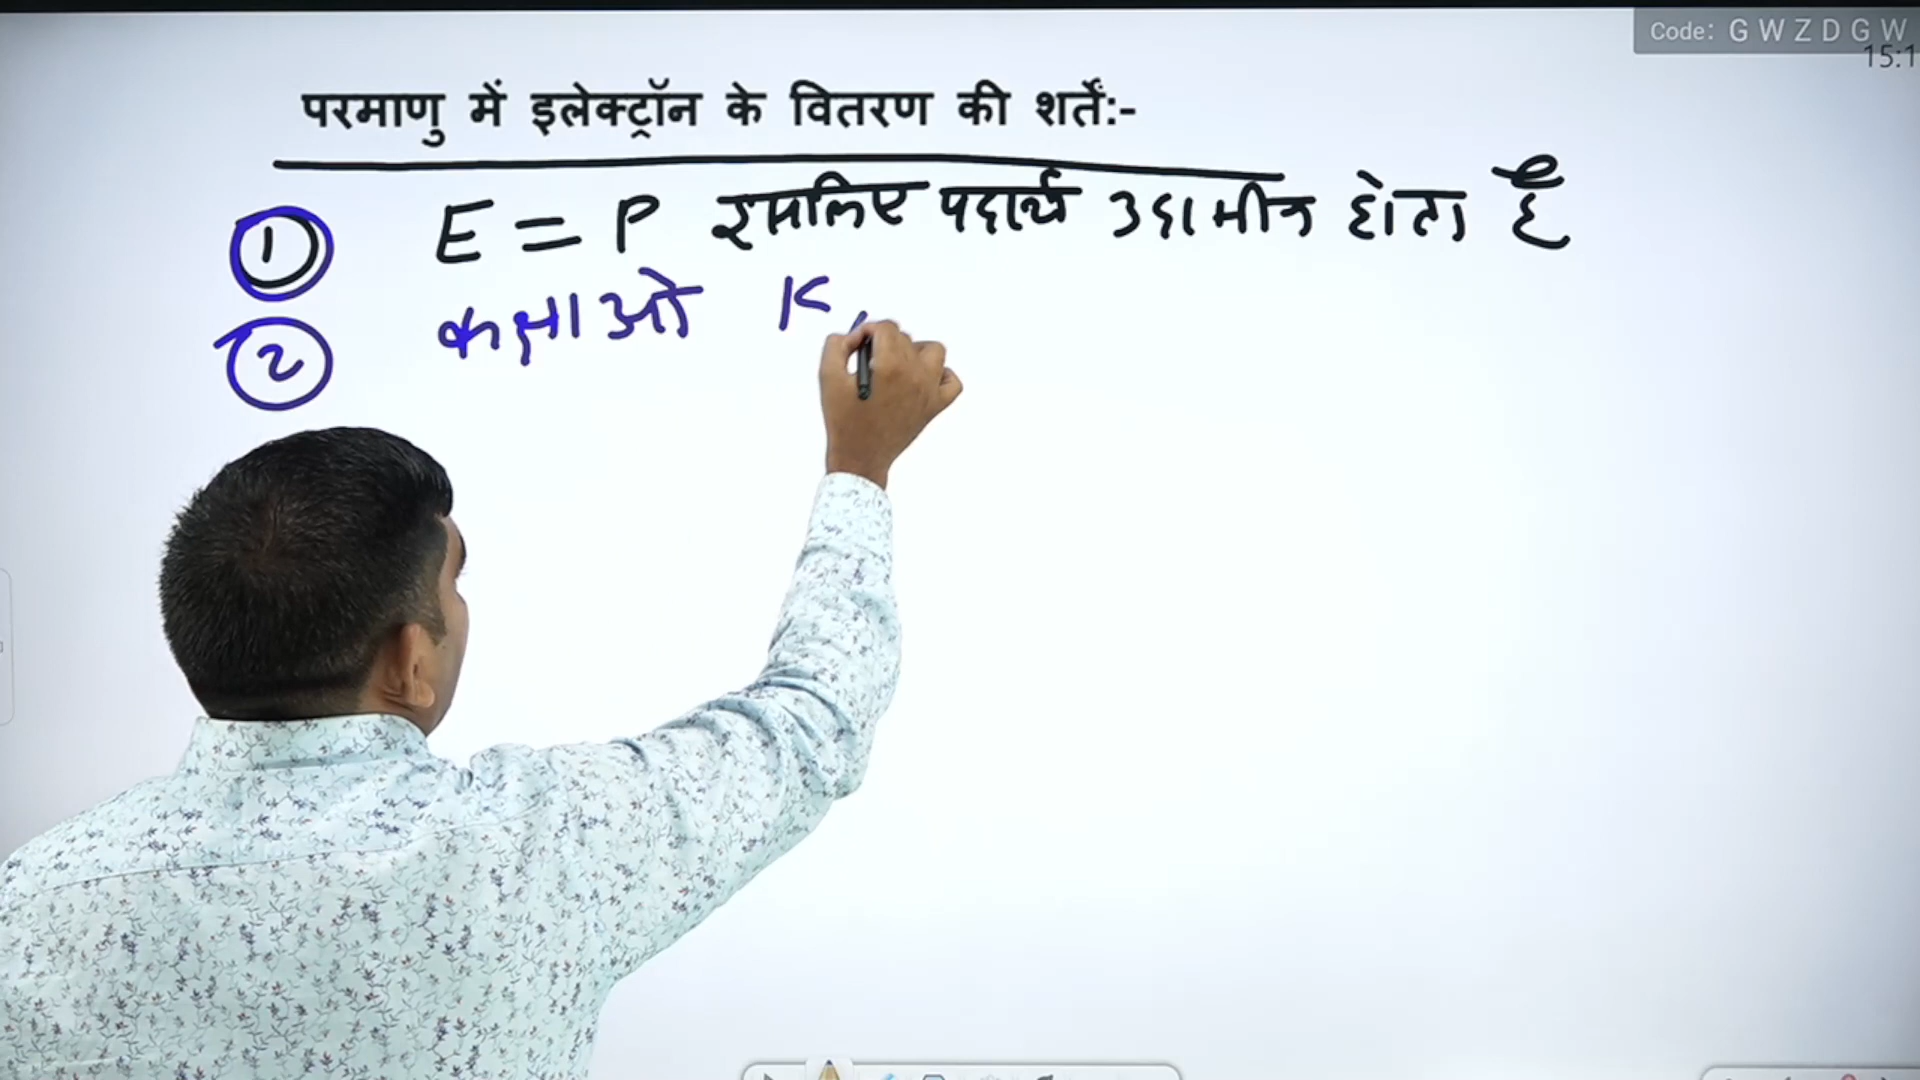 Code: G W Z D G W
15:1
परमाणु में इलेक्ट्रॉन के वितरण की शर्तें:-
1 E = P इसलिए पदार्थ उदासीन होता है
2 कक्षाओ K,